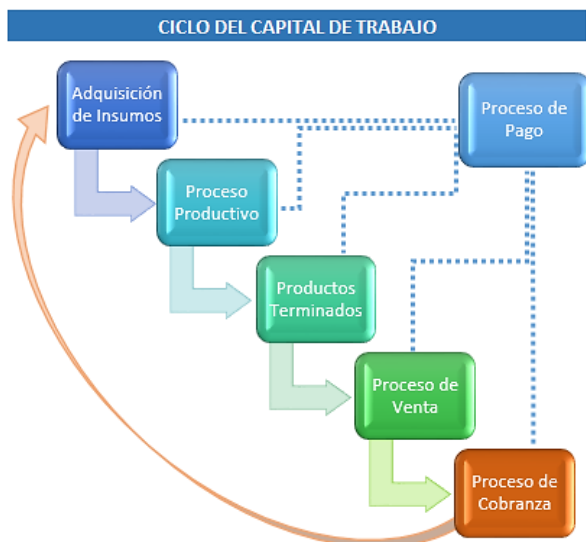 CICLO DEL CAPITAL DE TRABAJO
Adquisición
de Insumos
Proceso de
Pago
Proceso
Productivo
Productos
Terminados
Proceso de
Venta
Proceso de
Cobranza